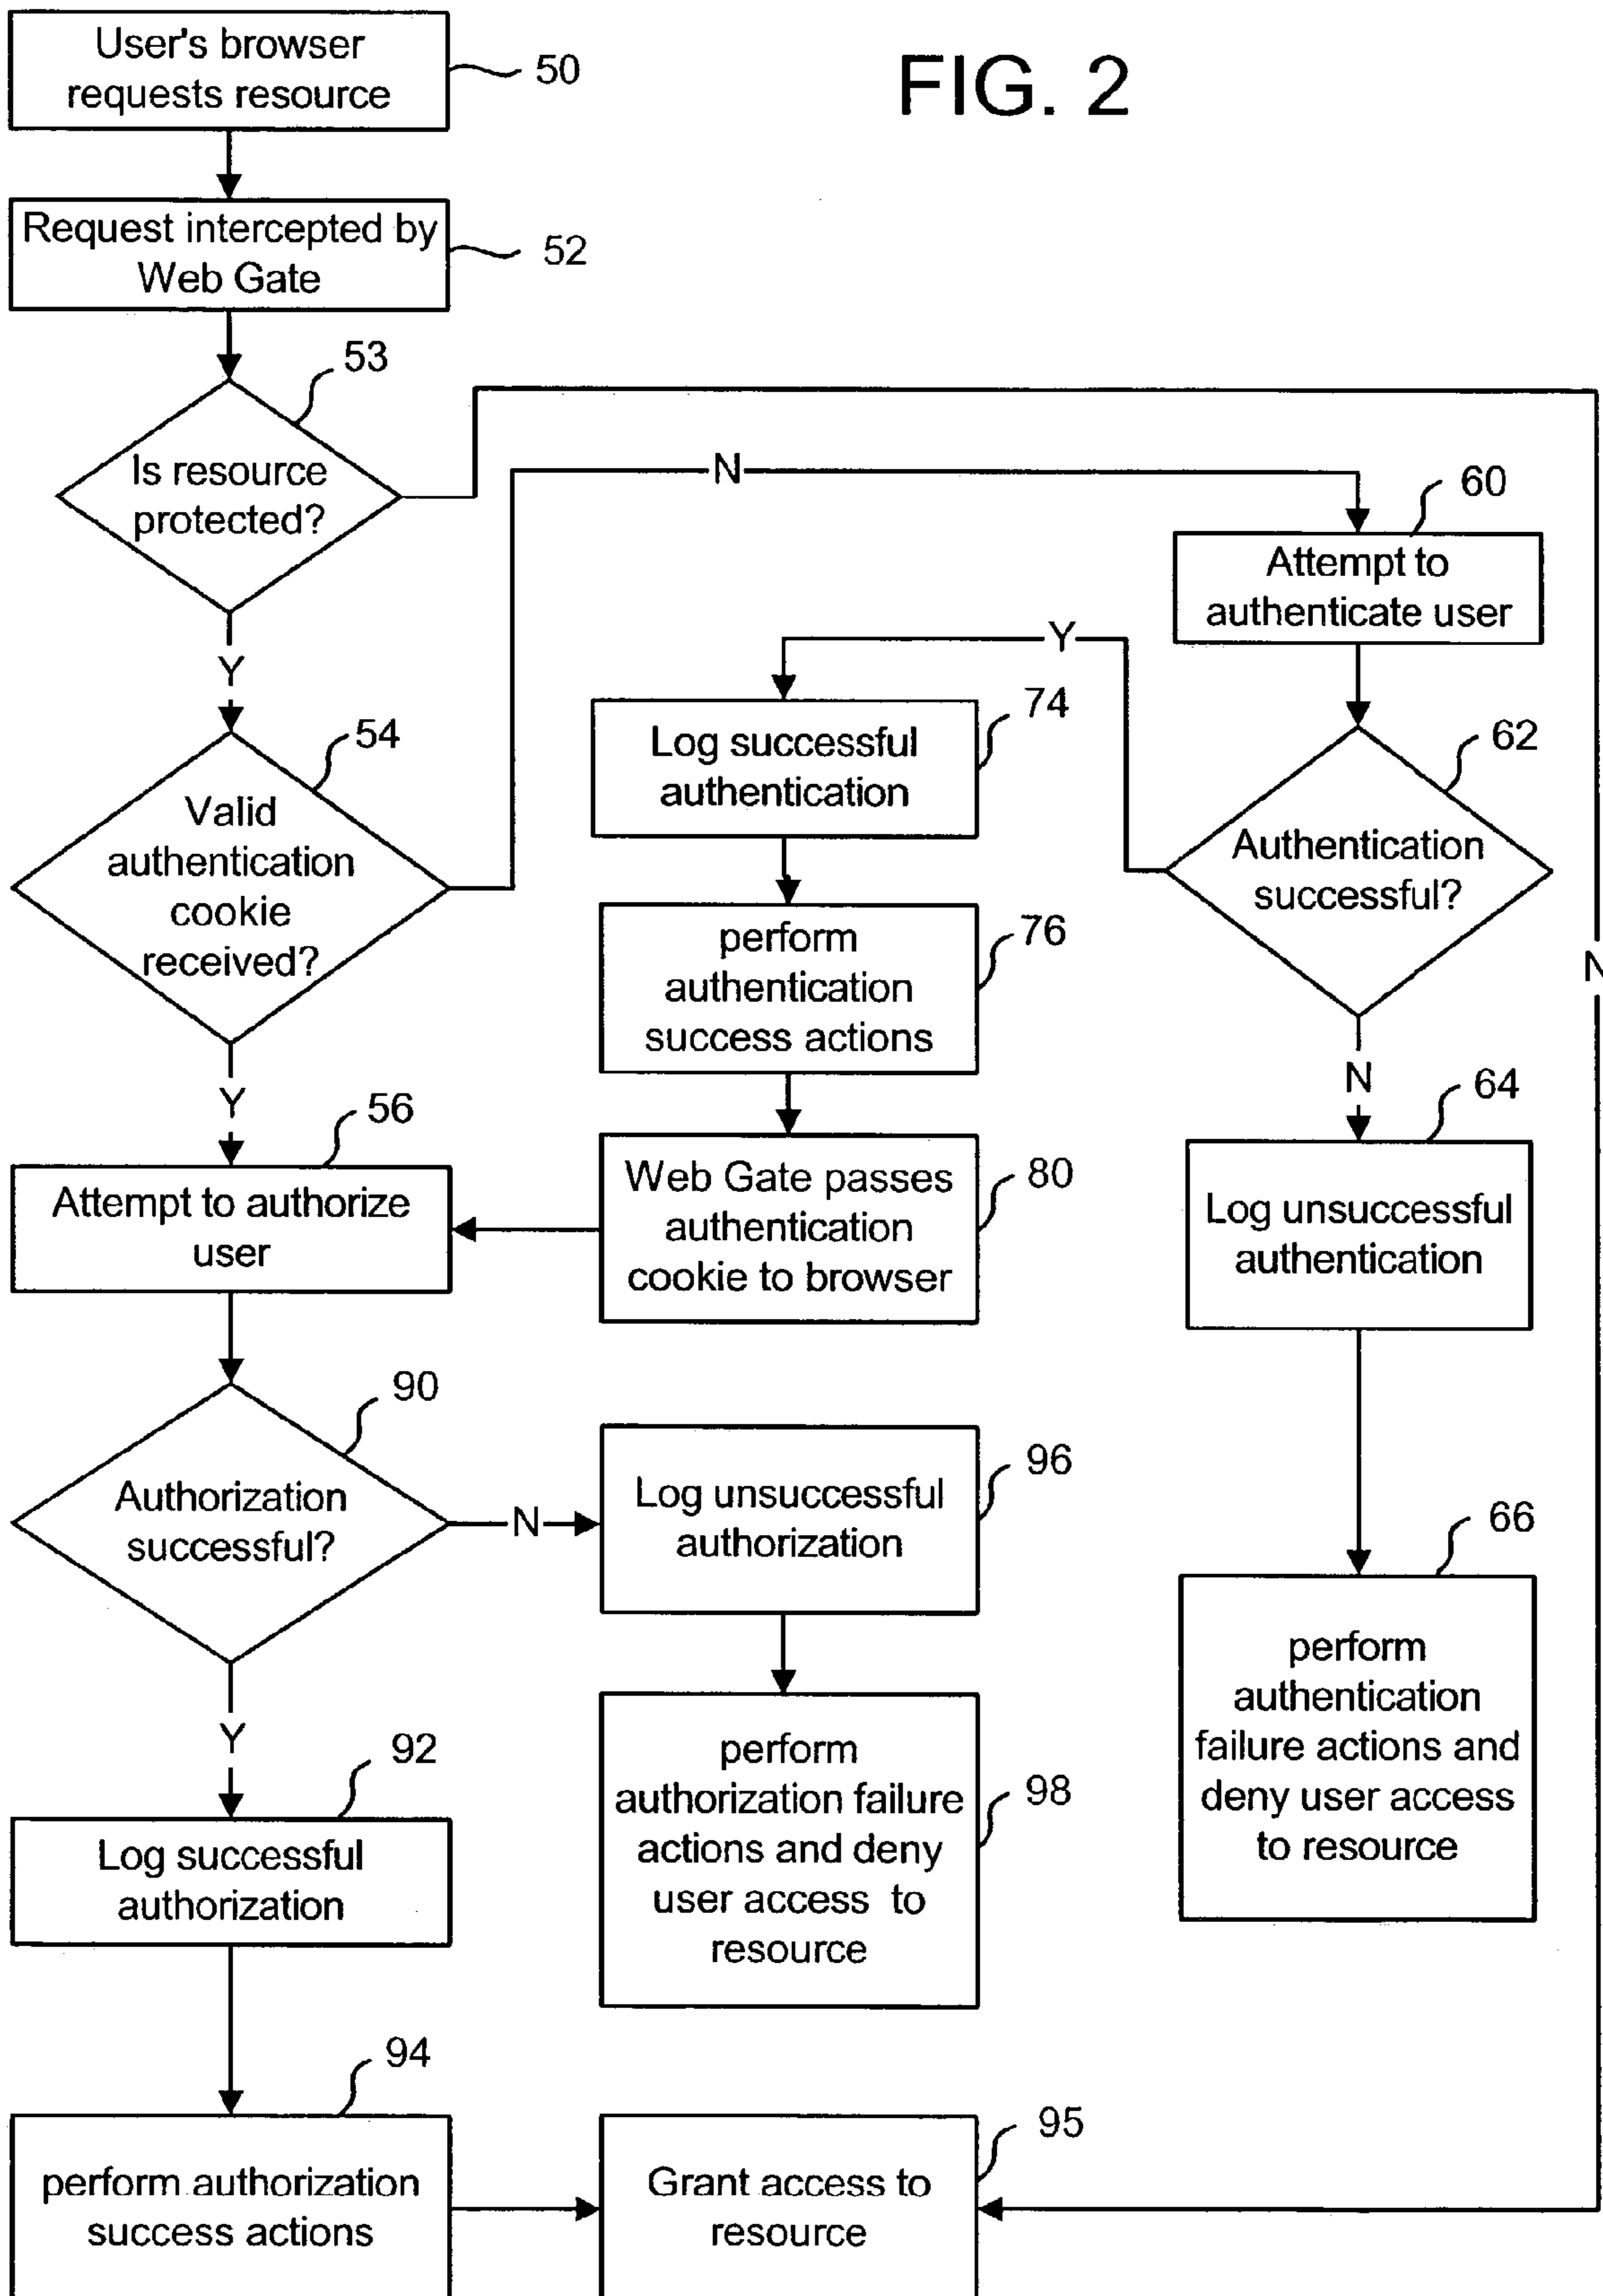 FIG. 2
User's browser
requests resource
50
Request intercepted by
Web Gate
52
53
Is resource
protected?
N
Y
54
Valid
authentication
cookie
received?
N
Y
60
Attempt to
authenticate user
62
Authentication
successful?
Y
N
74
Log successful
authentication
76
perform
authentication
success actions
80
Web Gate passes
authentication
cookie to browser
64
Log unsuccessful
authentication
66
perform
authentication
failure actions and
deny user access
to resource
56
Attempt to authorize
user
90
Authorization
successful?
N
Y
96
Log unsuccessful
authorization
98
perform
authorization failure
actions and deny
user access to
resource
92
Log successful
authorization
94
perform authorization
success actions
95
Grant access to
resource